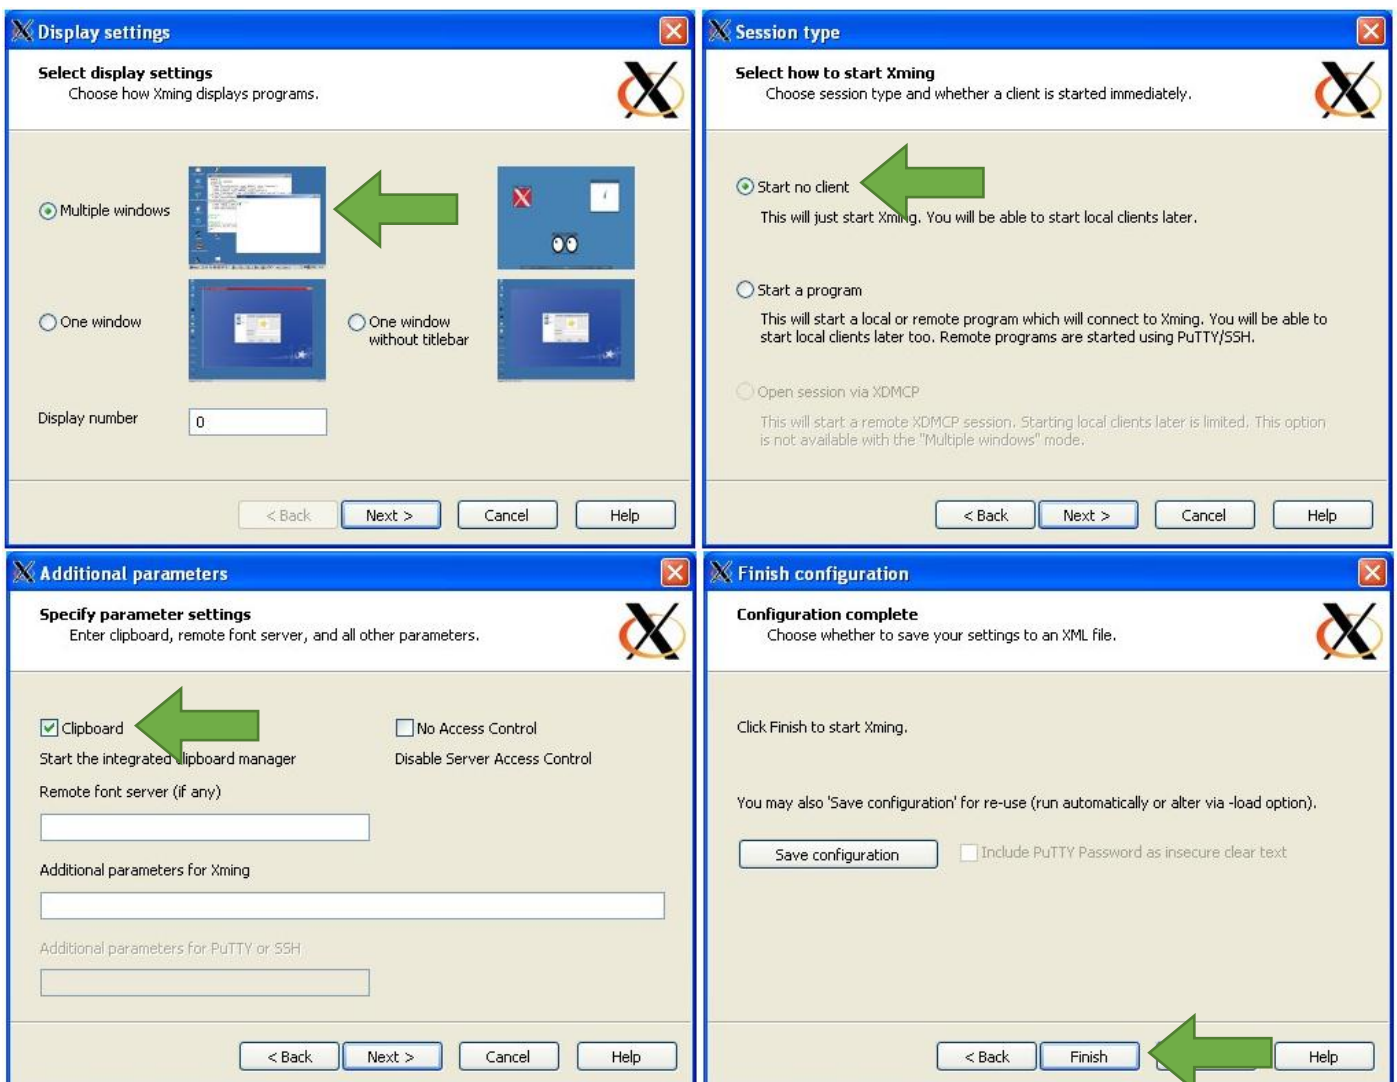 Display settings
Select display settings
Choose how Xming displays programs.
Multiple windows
One window
One window
without titlebar
Display number
0
< Back
Next >
Cancel
Help
Session type
Select how to start Xming
Choose session type and whether a client is started immediately.
Start no client
This will just start Xming. You will be able to start local clients later.
Start a program
This will start a local or remote program which will connect to Xming. You will be able to
start local clients later too. Remote programs are started using PuTTY/SSH.
Open session via XDMCP
This will start a remote XDMCP session. Starting local clients later is limited. This option
is not available with the "Multiple windows" mode.
< Back
Next >
Cancel
Help
Additional parameters
Specify parameter settings
Enter clipboard, remote font server, and all other parameters.
Clipboard
No Access Control
Start the integrated clipboard manager
Disable Server Access Control
Remote font server (if any)
Additional parameters for Xming
Additional parameters for PuTTY or SSH
< Back
Next >
Cancel
Help
Finish configuration
Configuration complete
Choose whether to save your settings to an XML file.
Click Finish to start Xming.
You may also 'Save configuration' for re-use (run automatically or alter via -load option).
Save configuration
Include PuTTY Password as insecure clear text
< Back
Finish
Help